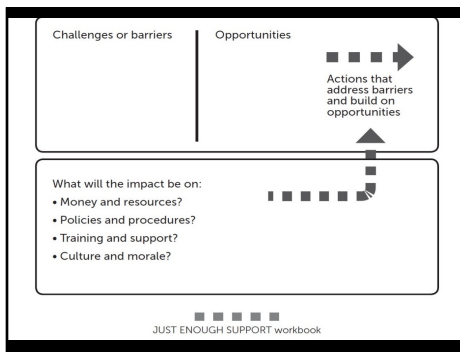 Challenges or barriers
Opportunities
Actions that
address barriers
and build on
opportunities
What will the impact be on:
• Money and resources?
• Policies and procedures?
• Training and support?
• Culture and morale?
JUST ENOUGH SUPPORT workbook